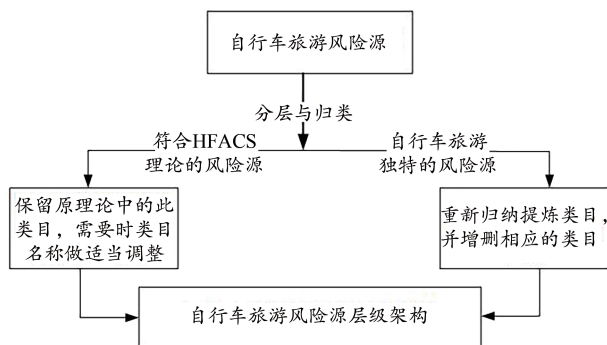 自行车旅游风险源
分层与归类
符合HFACS
理论的风险源
自行车旅游
独特的风险源
保留原理论中的此
类目，需要时类目
名称做适当调整
重新归纳提炼类目，
并增删相应的类目
自行车旅游风险源层级架构